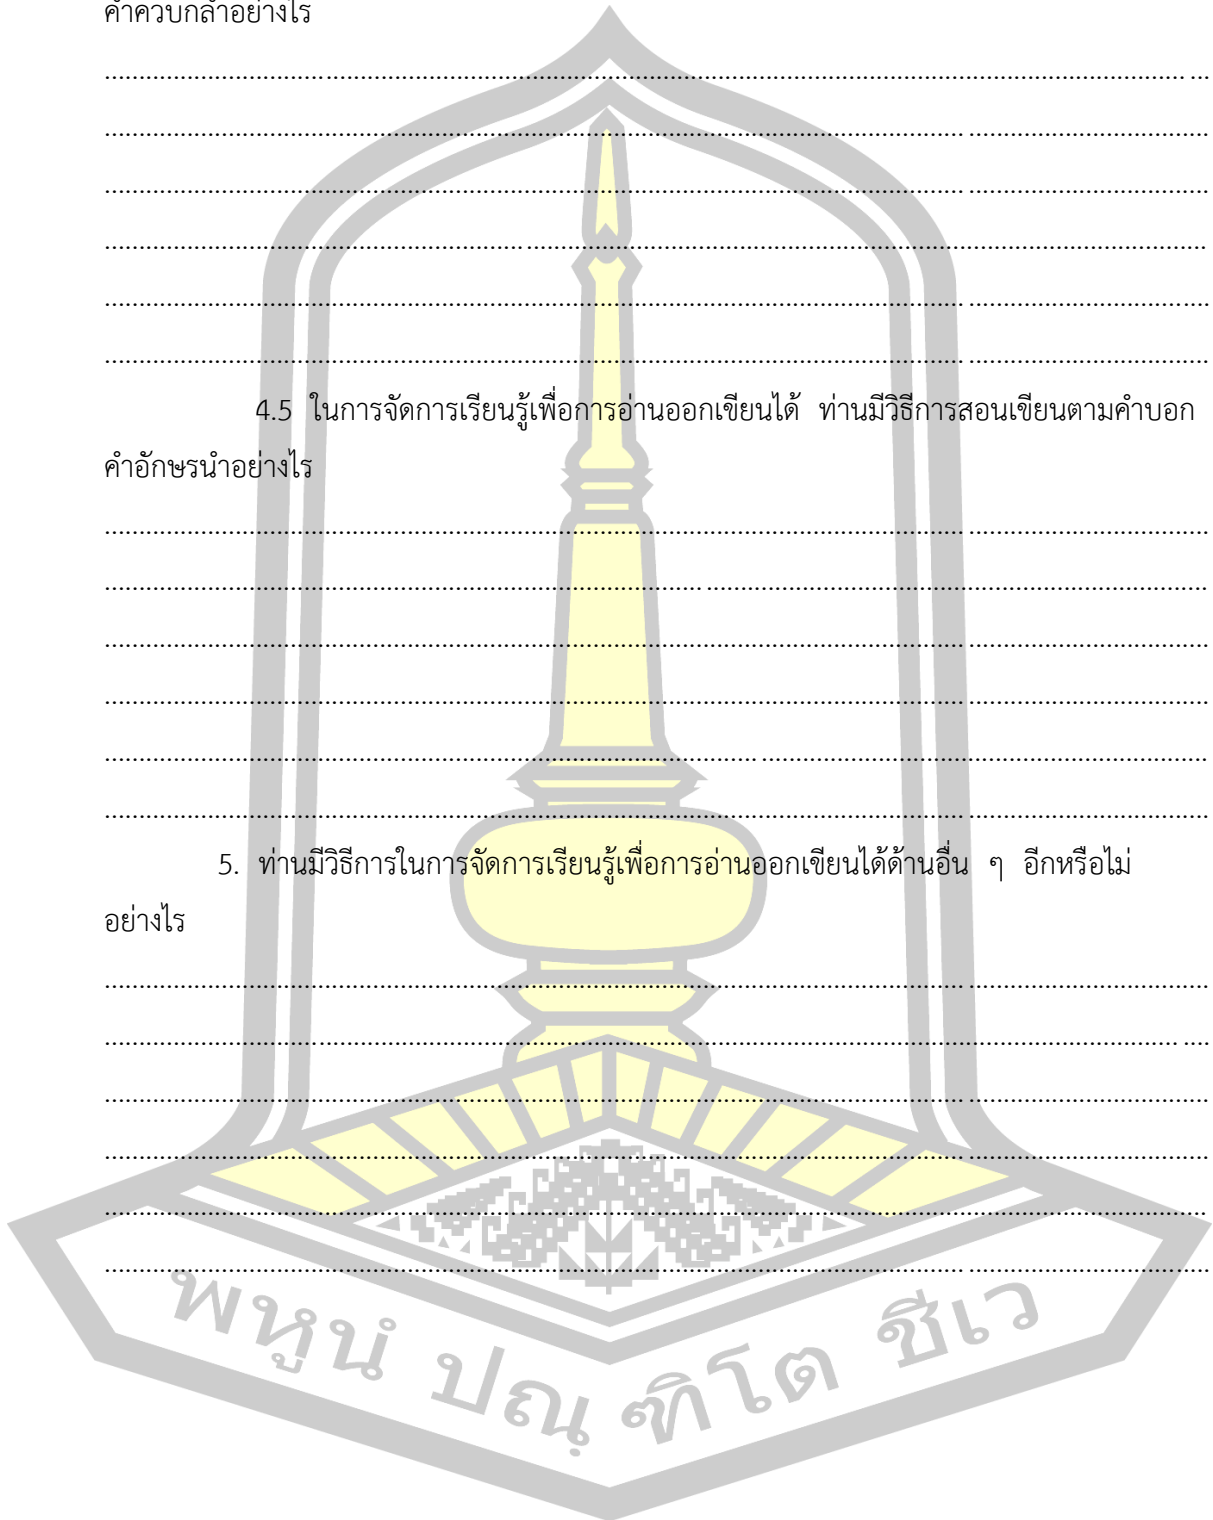 คำควบกล้ำอย่างไร
4.5 ในการจัดการเรียนรู้เพื่อการอ่านออกเขียนได้ ท่านมีวิธีการสอนเขียนตามคำบอก
คำอักษรนำอย่างไร
5. ท่านมีวิธีการในการจัดการเรียนรู้เพื่อการอ่านออกเขียนได้ด้านอื่น ๆ อีกหรือไม่
อย่างไร
พหูนํ ปณฺฑิโต ชีเว